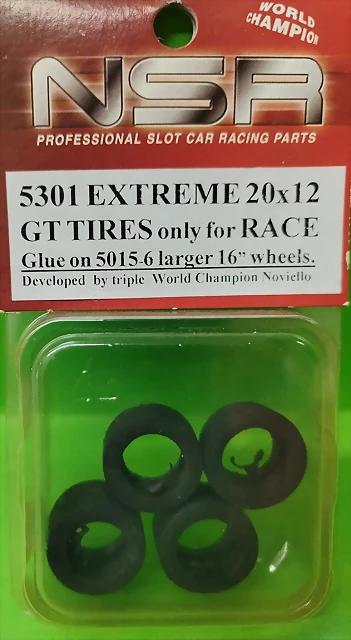 WORLD
CHAMPION
NSR
PROFESSIONAL SLOT CAR RACING PARTS
5301 EXTREME 20x12
GT TIRES only for RACE
Glue on 5015-6 larger 16” wheels.
Developed by triple World Champion Noviello